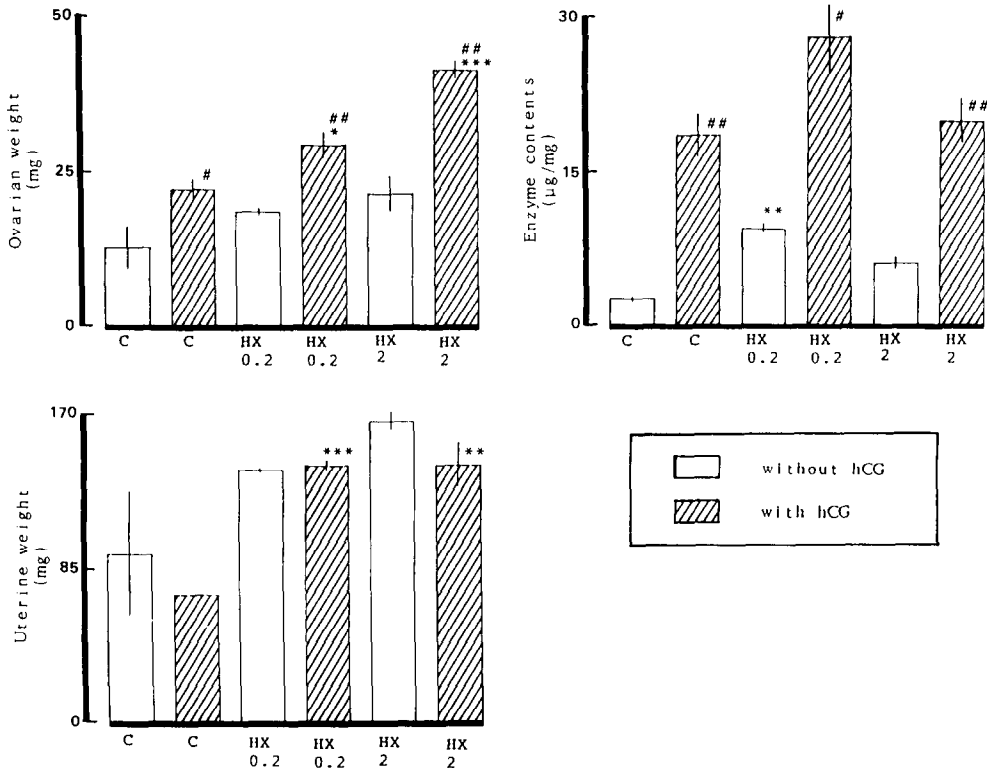 50
25
0
Ovarian weight
(mg)
#
##
*
##
***
C
C
HX
0.2
HX
0.2
HX
2
HX
2
30
15
0
Enzyme contents
(µg/mg)
##
**
#
##
C
C
HX
0.2
HX
0.2
HX
2
HX
2
170
85
0
Uterine weight
(mg)
***
**
C
C
HX
0.2
HX
0.2
HX
2
HX
2
without hCG
with hCG